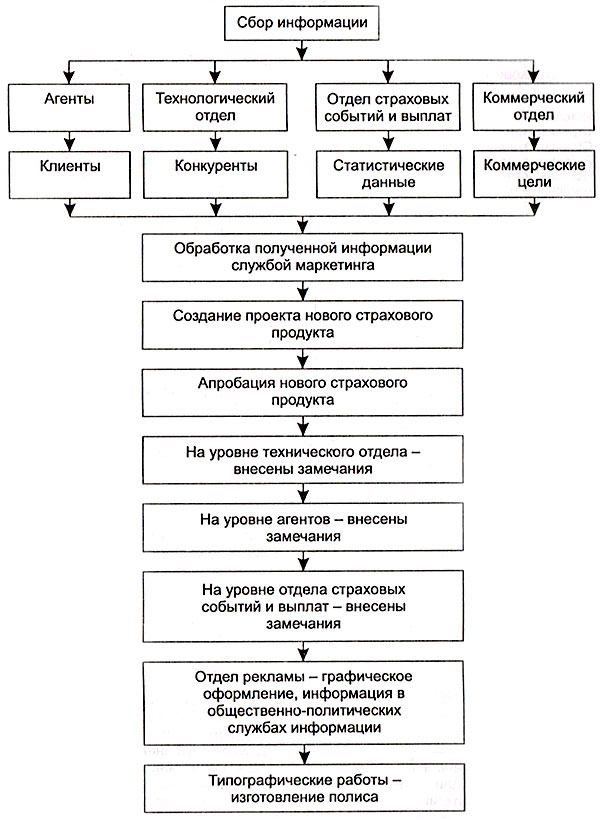 Сбор информации
Агенты
Технологический
отдел
Отдел страховых
событий и выплат
Коммерческий
отдел
Клиенты
Конкуренты
Статистические
данные
Коммерческие
цели
Обработка полученной информации
службой маркетинга
Создание проекта нового страхового
продукта
Апробация нового страхового
продукта
На уровне технического отдела –
внесены замечания
На уровне агентов – внесены
замечания
На уровне отдела страховых
событий и выплат – внесены
замечания
Отдел рекламы – графическое
оформление, информация в
общественно-политических
службах информации
Типографические работы –
изготовление полиса